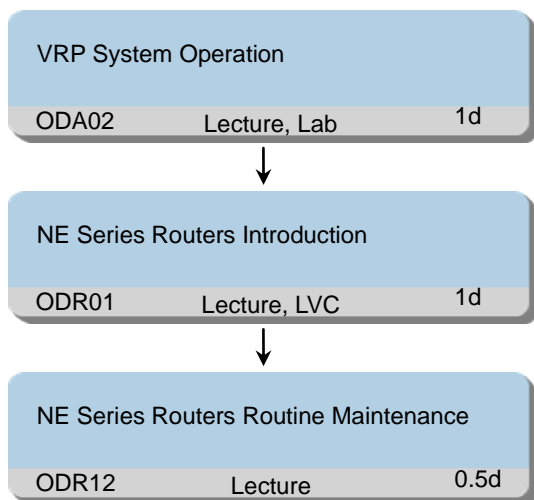 VRP System Operation
ODA02 Lecture, Lab 1d
NE Series Routers Introduction
ODR01 Lecture, LVC 1d
NE Series Routers Routine Maintenance
ODR12 Lecture 0.5d